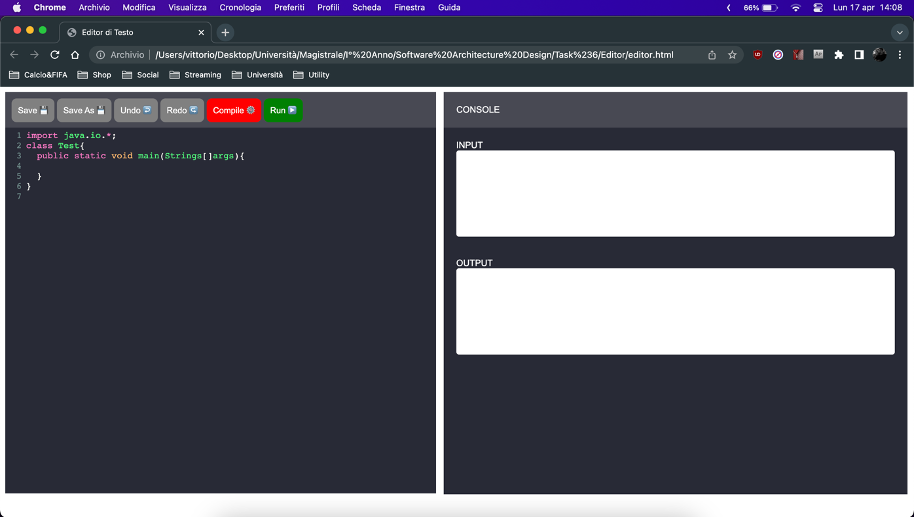 Chrome Archivio Modifica Visualizza Cronologia Preferiti Profili Scheda Finestra Guida 66% Lun 17 apr 14:08
Editor di Testo
Archivio /Users/vittorio/Desktop/Università/Magistrale/I°%20Anno/Software%20Architecture%20Design/Task%236/Editor/editor.html
Calcio&FIFA Shop Social Streaming Università Utility
Save Save As Undo Redo Compile Run
CONSOLE
1 import java.io.*;
2 class Test{
3 public static void main(Strings[]args){
4
5 }
6 }
7
INPUT
OUTPUT